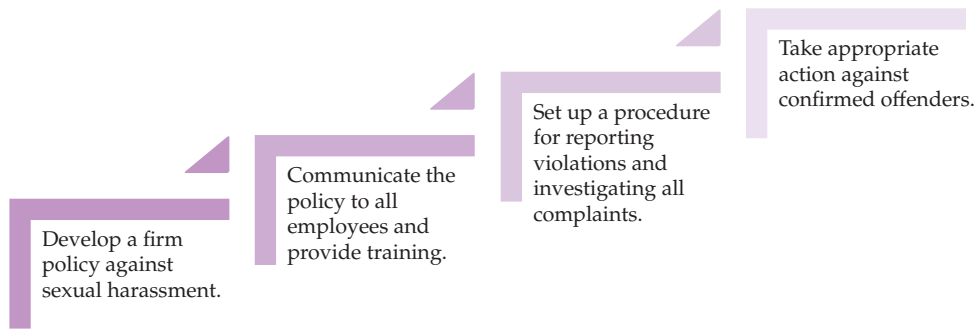 Develop a firm
policy against
sexual harassment.
Communicate the
policy to all
employees and
provide training.
Set up a procedure
for reporting
violations and
investigating all
complaints.
Take appropriate
action against
confirmed offenders.